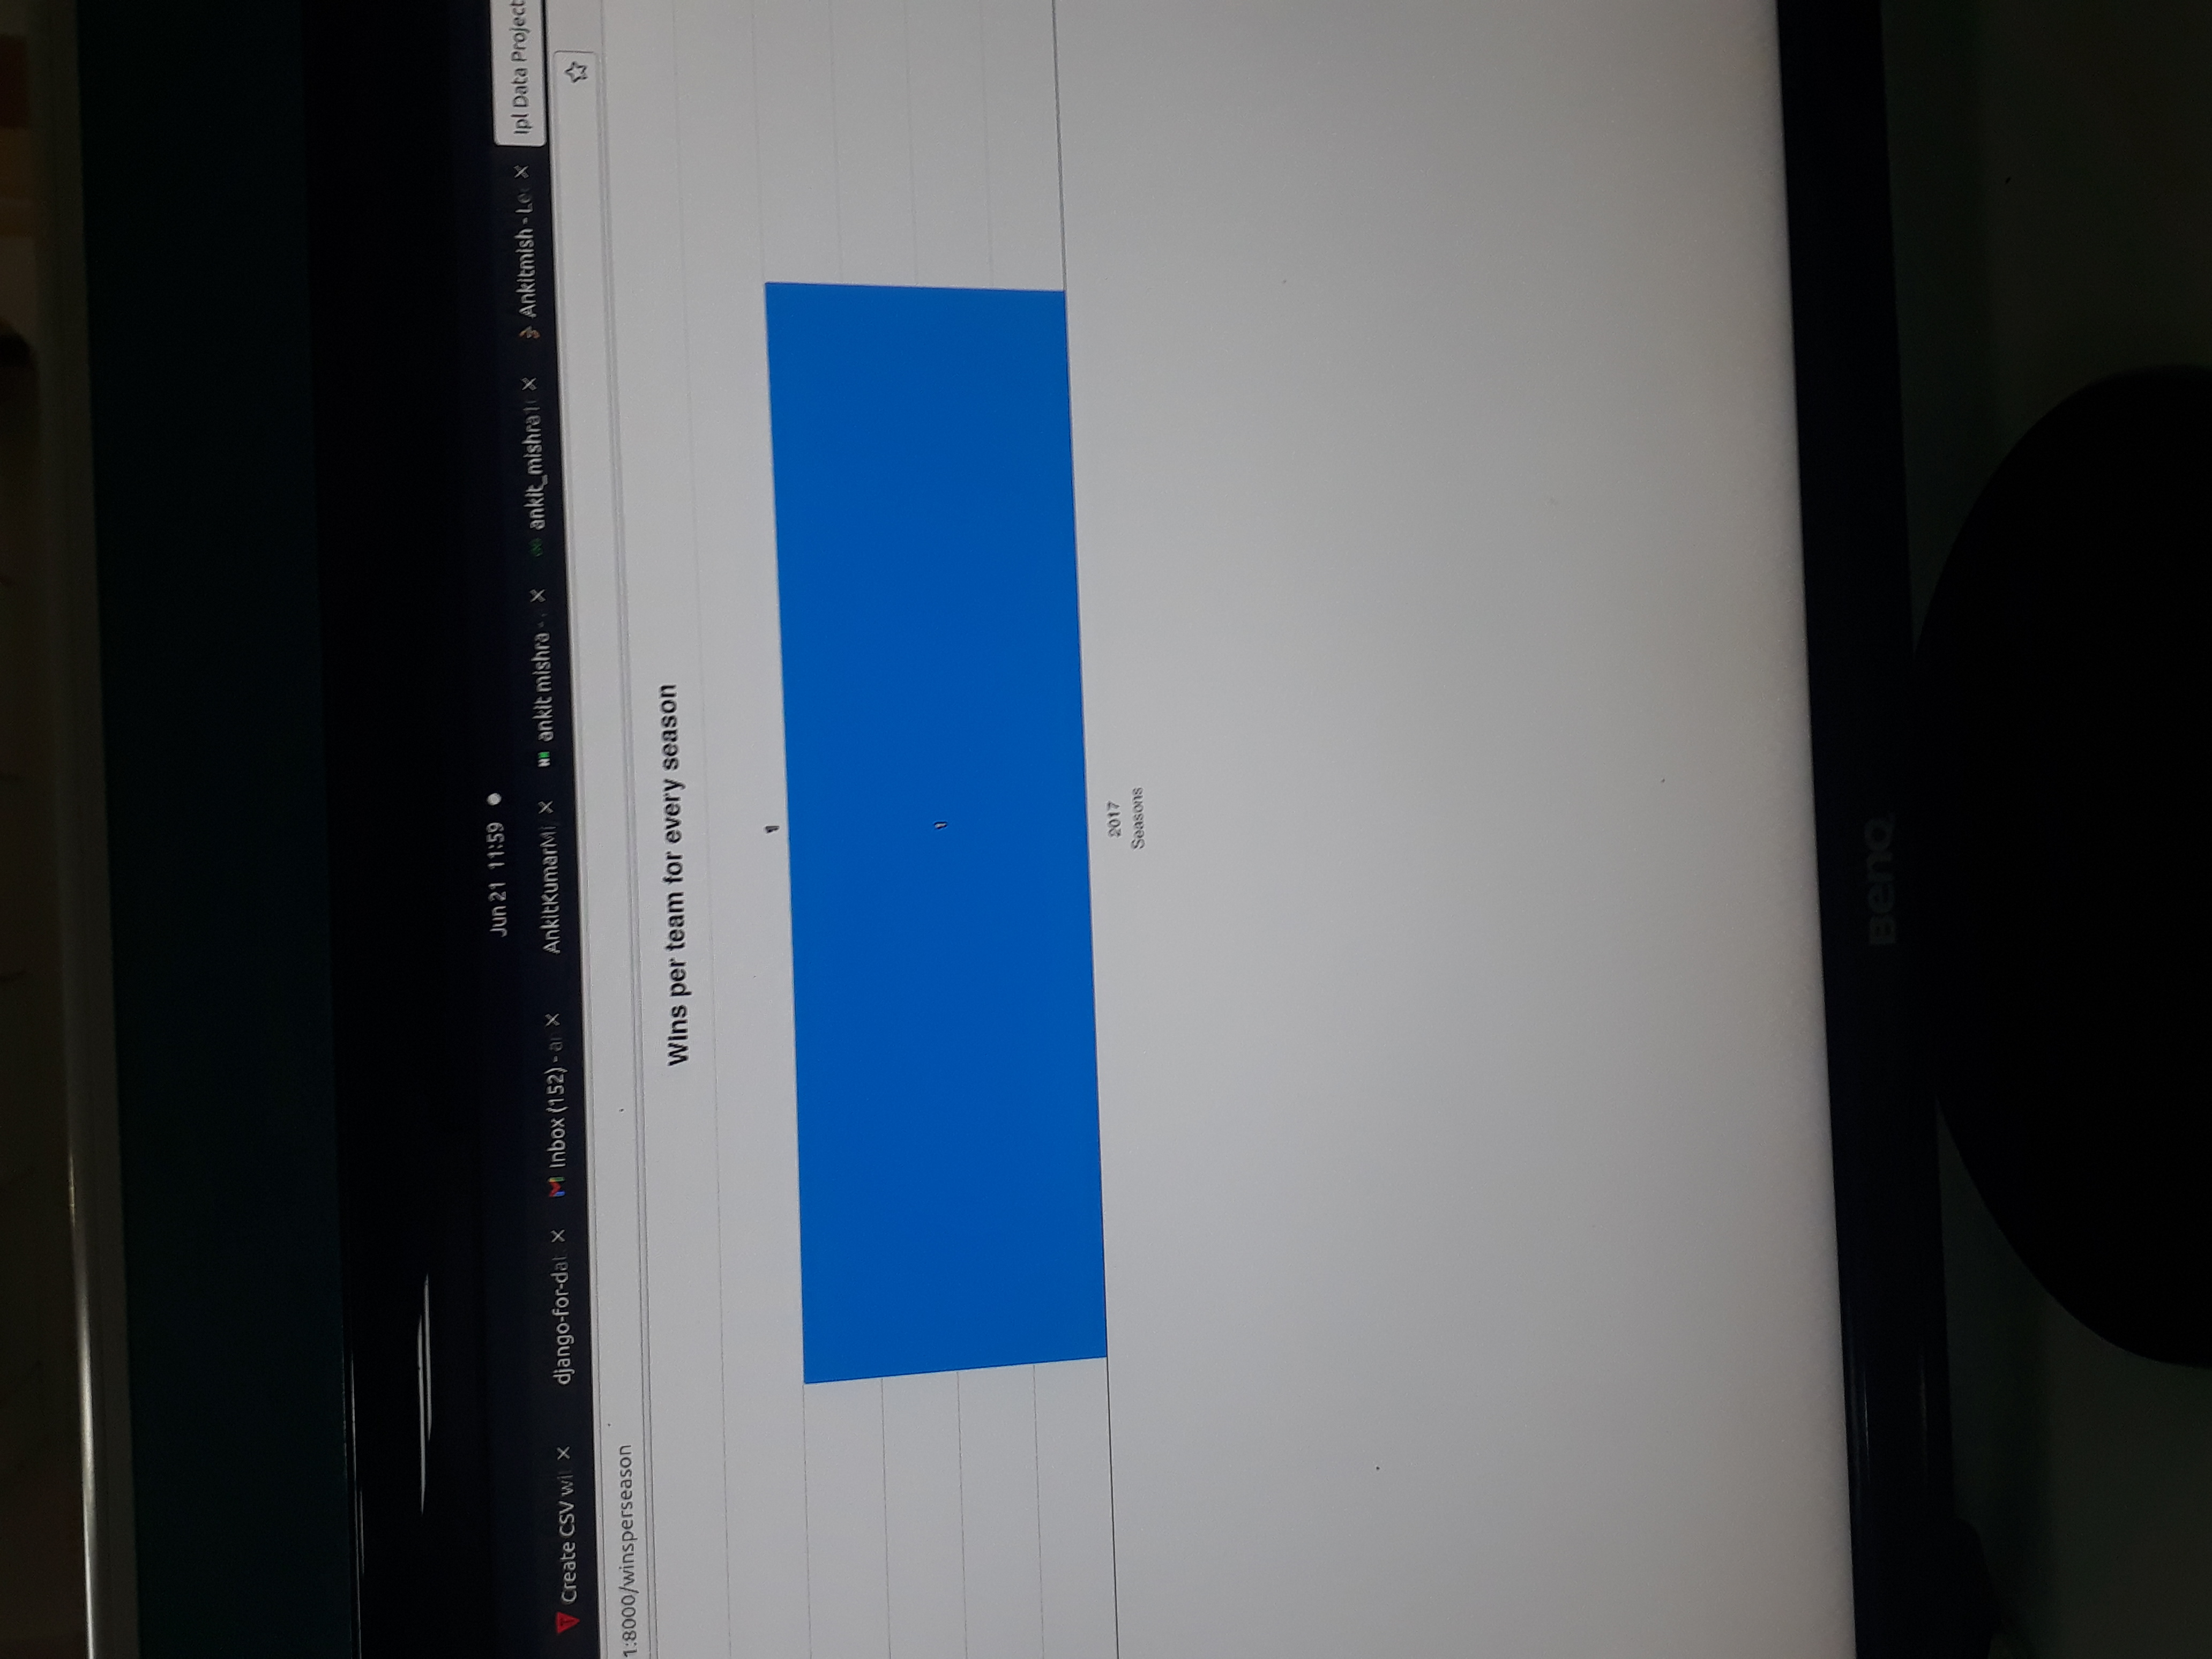 Jun 21 11:59
Create CSV wi
django-for-dat
Inbox (152) - a
AnkitKumarMi
ankit mishra -
ankit_mishra1
Ankitmish - Le
Ipl Data Project
1:8000/winsperseason
Wins per team for every season
1
1
2017
Seasons
BenQ